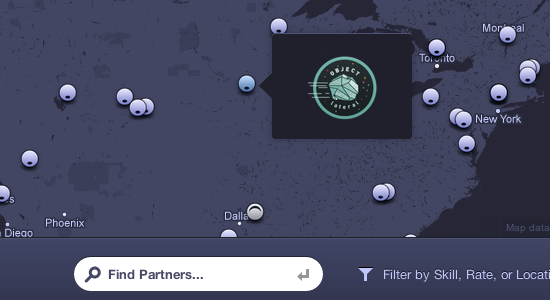 Montreal
Toronto
OBJECT
lateral
New York
s
Dalla
Phoenix
n Diego
Map data
Find Partners...
Filter by Skill, Rate, or Locati